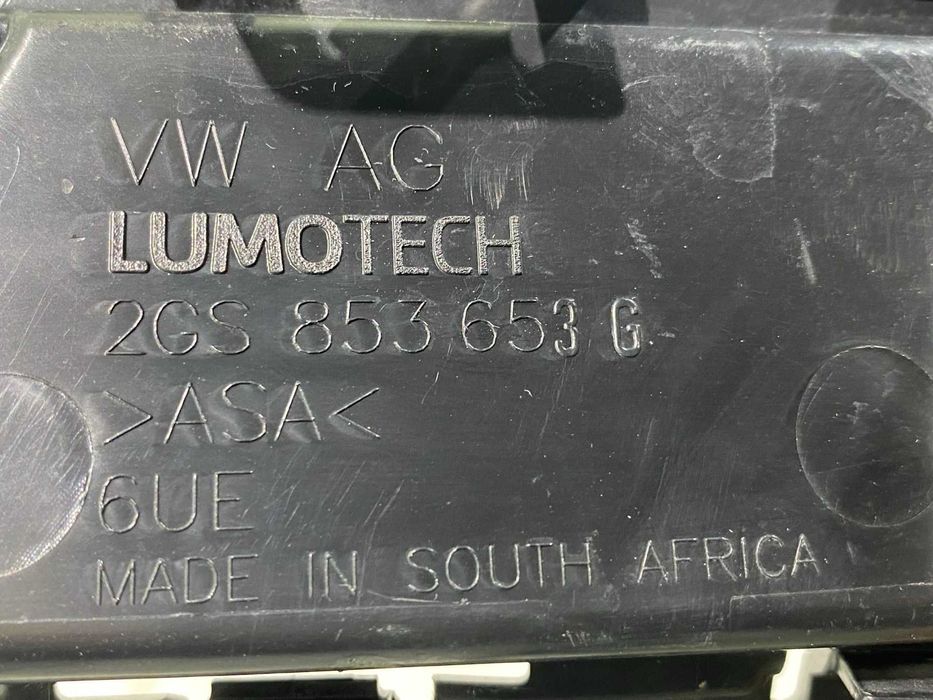 VW AG
LUMOTECH
2GS 853 653 G
>ASA<
6UE
MADE IN SOUTH AFRICA